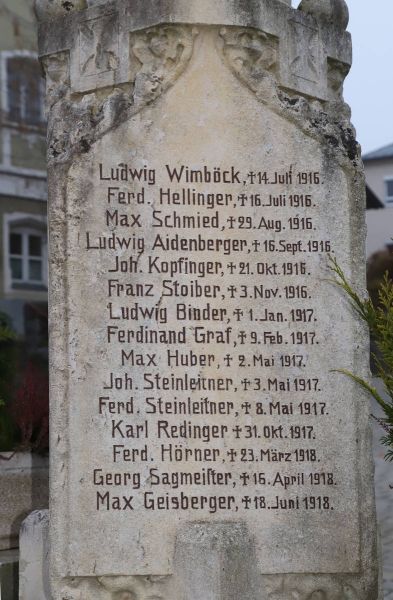 Ludwig Wimböck, ✝ 14. Juli 1916.
Ferd. Hellinger, ✝ 16. Juli 1916.
Max Schmied, ✝ 29. Aug. 1916.
Ludwig Aidenberger, ✝ 16. Sept. 1916.
Joh. Kopfinger, ✝ 21. Okt. 1916.
Franz Stoiber, ✝ 3. Nov. 1916.
Ludwig Binder, ✝ 1. Jan. 1917.
Ferdinand Graf, ✝ 9. Feb. 1917.
Max Huber, ✝ 2. Mai 1917.
Joh. Steinleitner, ✝ 3. Mai 1917.
Ferd. Steinleitner, ✝ 8. Mai 1917.
Karl Redinger ✝ 31. Okt. 1917.
Ferd. Hörner, ✝ 23. März 1918.
Georg Sagmeiſter, ✝ 16. April 1918.
Max Geisberger, ✝ 18. Juni 1918.